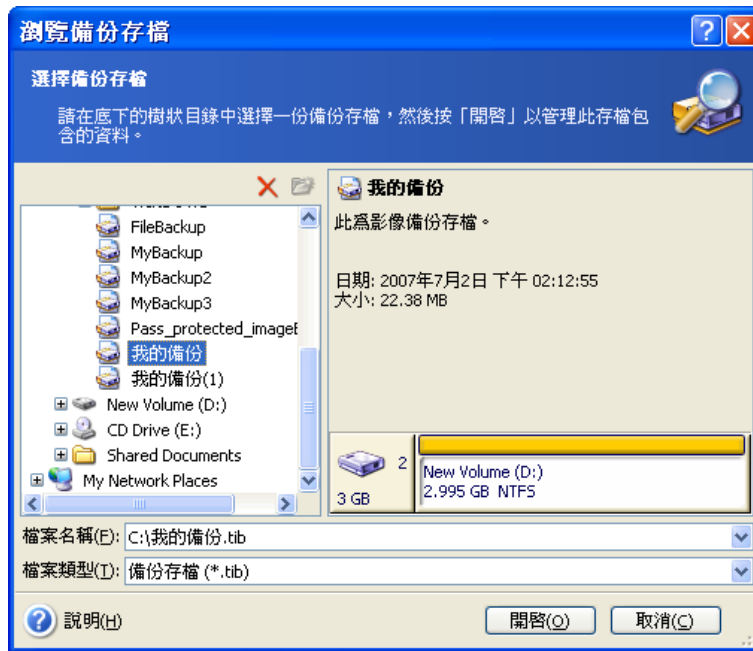 瀏覽備份存檔
選擇備份存檔
請在底下的樹狀目錄中選擇一份備份存檔，然後按「開啓」以管理此存檔包
含的資料。
FileBackup
MyBackup
MyBackup2
MyBackup3
Pass_protected_image
我的備份
我的備份(1)
New Volume (D:)
CD Drive (E:)
Shared Documents
My Network Places
我的備份
此爲影像備份存檔。
日期: 2007年7月2日 下午 02:12:55
大小: 22.38 MB
2
3 GB
New Volume (D:)
2.995 GB NTFS
檔案名稱(F): C:\我的備份.tib
檔案類型(T): 備份存檔 (*.tib)
說明(H)
開啓(O)
取消(C)